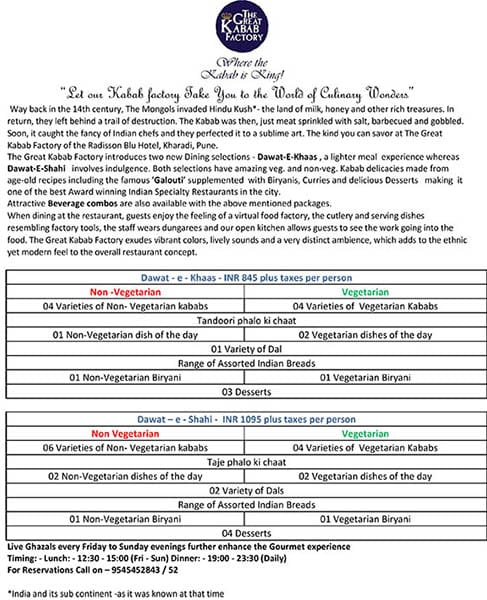 THE
GREAT
KABAB
FACTORY
Where the
Kabab is King!
"Let our Kabab factory Take You to the World of Culinary Wonders"
Way back in the 14th century, The Mongols invaded Hindu Kush*- the land of milk, honey and other rich treasures. In
return, they left behind a trail of destruction. The Kabab was then, just meat sprinkled with salt, barbecued and gobbled.
Soon, it caught the fancy of Indian chefs and they perfected it to a sublime art. The kind you can savor at The Great
Kabab Factory of the Radisson Blu Hotel, Kharadi, Pune.
The Great Kabab Factory introduces two new Dining selections - Dawat-E-Khaas , a lighter meal experience whereas
Dawat-E-Shahi involves indulgence. Both selections have amazing veg. and non-veg. Kabab delicacies made from
age-old recipes including the famous 'Galouti' supplemented with Biryanis, Curries and delicious Desserts making it
one of the best Award winning Indian Specialty Restaurants in the city.
Attractive Beverage combos are also available with the above mentioned packages.
When dining at the restaurant, guests enjoy the feeling of a virtual food factory, the cutlery and serving dishes
resembling factory tools, the staff wears dungarees and our open kitchen allows guests to see the work going into the
food. The Great Kabab Factory exudes vibrant colors, lively sounds and a very distinct ambience, which adds to the ethnic
yet modern feel to the overall restaurant concept.
Dawat - e - Khaas - INR 845 plus taxes per person
Non -Vegetarian Vegetarian
04 Varieties of Non- Vegetarian kababs 04 Varieties of Vegetarian Kababs
Tandoori phalo ki chaat
01 Non-Vegetarian dish of the day 02 Vegetarian dishes of the day
01 Variety of Dal
Range of Assorted Indian Breads
01 Non-Vegetarian Biryani 01 Vegetarian Biryani
03 Desserts
Dawat – e - Shahi - INR 1095 plus taxes per person
Non Vegetarian Vegetarian
06 Varieties of Non- Vegetarian kababs 04 Varieties of Vegetarian Kababs
Taje phalo ki chaat
02 Non-Vegetarian dishes of the day 02 Vegetarian dishes of the day
02 Variety of Dals
Range of Assorted Indian Breads
01 Non-Vegetarian Biryani 01 Vegetarian Biryani
04 Desserts
Live Ghazals every Friday to Sunday evenings further enhance the Gourmet experience
Timing: - Lunch: - 12:30 - 15:00 (Fri - Sun) Dinner: - 19:00 - 23:30 (Daily)
For Reservations Call on – 9545452843 / 52
*India and its sub continent -as it was known at that time